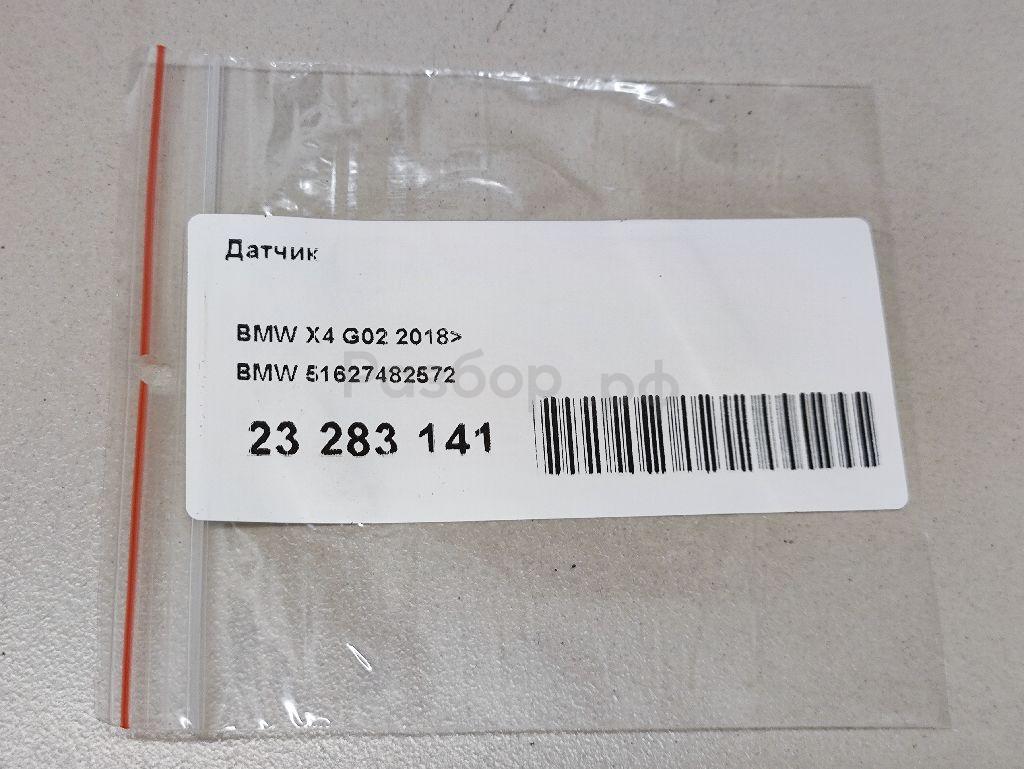 Датчик
BMW X4 G02 2018>
Разбор.рф
BMW 51627482572
23 283 141